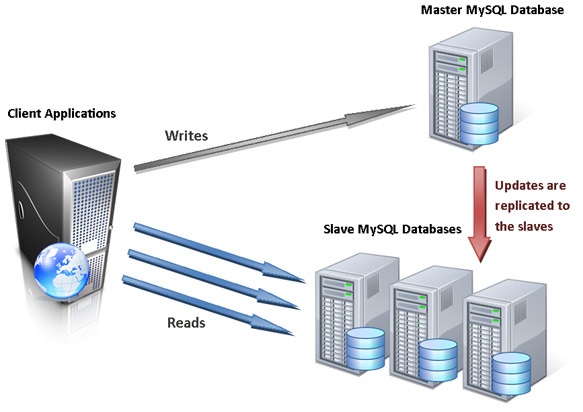 Master MySQL Database
Client Applications
Writes
Updates are
replicated to
the slaves
Slave MySQL Databases
Reads